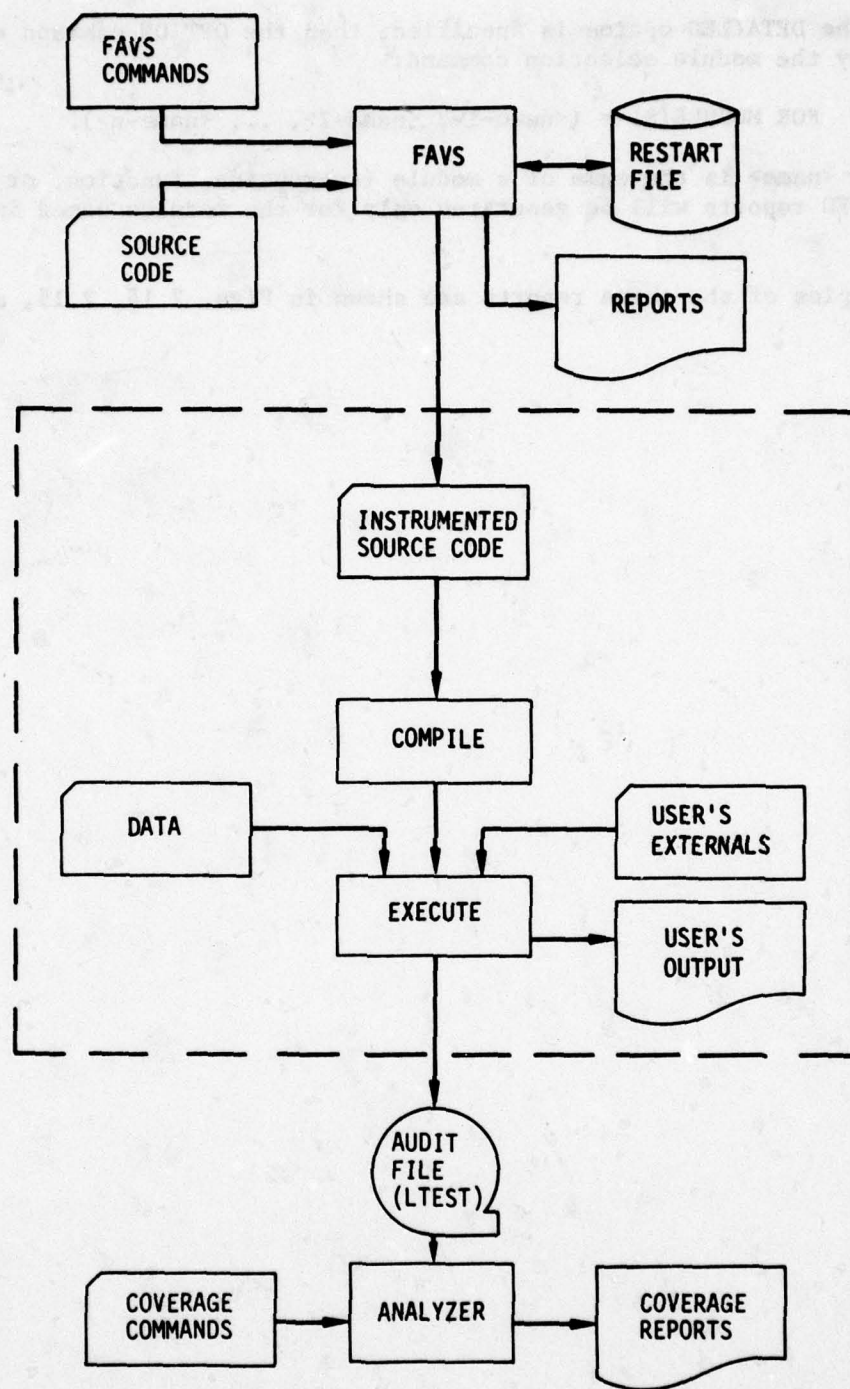 FAVS
COMMANDS
FAVS
RESTART
FILE
SOURCE
CODE
REPORTS
INSTRUMENTED
SOURCE CODE
COMPILE
DATA
USER'S
EXTERNALS
EXECUTE
USER'S
OUTPUT
AUDIT
FILE
(LTEST)
COVERAGE
COMMANDS
ANALYZER
COVERAGE
REPORTS